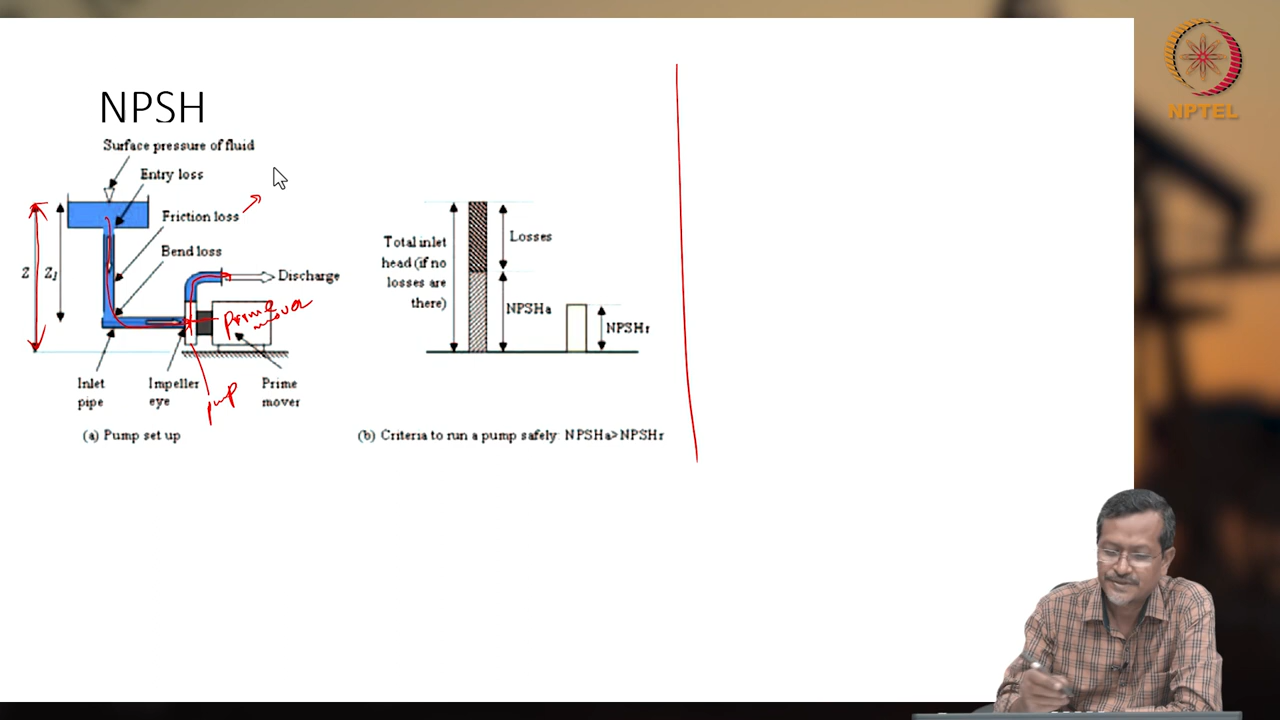 NPTEL
NPSH
Surface pressure of fluid
Entry loss
Friction loss
Bend loss
Z
Z1
Discharge
Prime mover
Inlet pipe
Impeller eye
Prime mover
pump
(a) Pump set up
Total inlet head (if no losses are there)
Losses
NPSHa
NPSHr
(b) Criteria to run a pump safely NPSHa>NPSHr